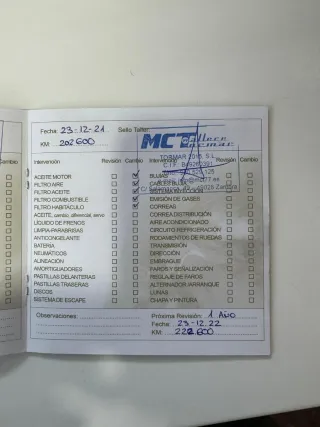 Fecha: 23-12-21 Sello Taller:
KM: 202600
MCT
TOSMAR 2015 S.L.
Intervención Revisión Cambio Intervención Revisión Cambio
ACEITE MOTOR BUJIAS
FILTRO AIRE
FILTRO ACEITE
FILTRO COMBUSTIBLE EMISIÓN DE GASES
FILTRO HABITÁCULO CORREAS
ACEITE, cambio, diferencial, servo CORREA DISTRIBUCIÓN
LÍQUIDO DE FRENOS AIRE ACONDICIONADO
LIMPIA-PARABRISAS CIRCUITO REFRIGERACIÓN
ANTICONGELANTE RODAMIENTOS DE RUEDAS
BATERÍA TRANSMISIÓN
NEUMÁTICOS DIRECCIÓN
ALINEACIÓN EMBRAGUE
AMORTIGUADORES FAROS Y SEÑALIZACIÓN
PASTILLAS DELANTERAS REGLAJE DE FAROS
PASTILLAS TRASERAS ALTERNADOR /ARRANQUE
DISCOS LUNAS
SISTEMA DE ESCAPE CHAPA Y PINTURA
Observaciones: Próxima Revisión: 1 AÑO
Fecha: 23-12-22
KM: 222600
Cambio